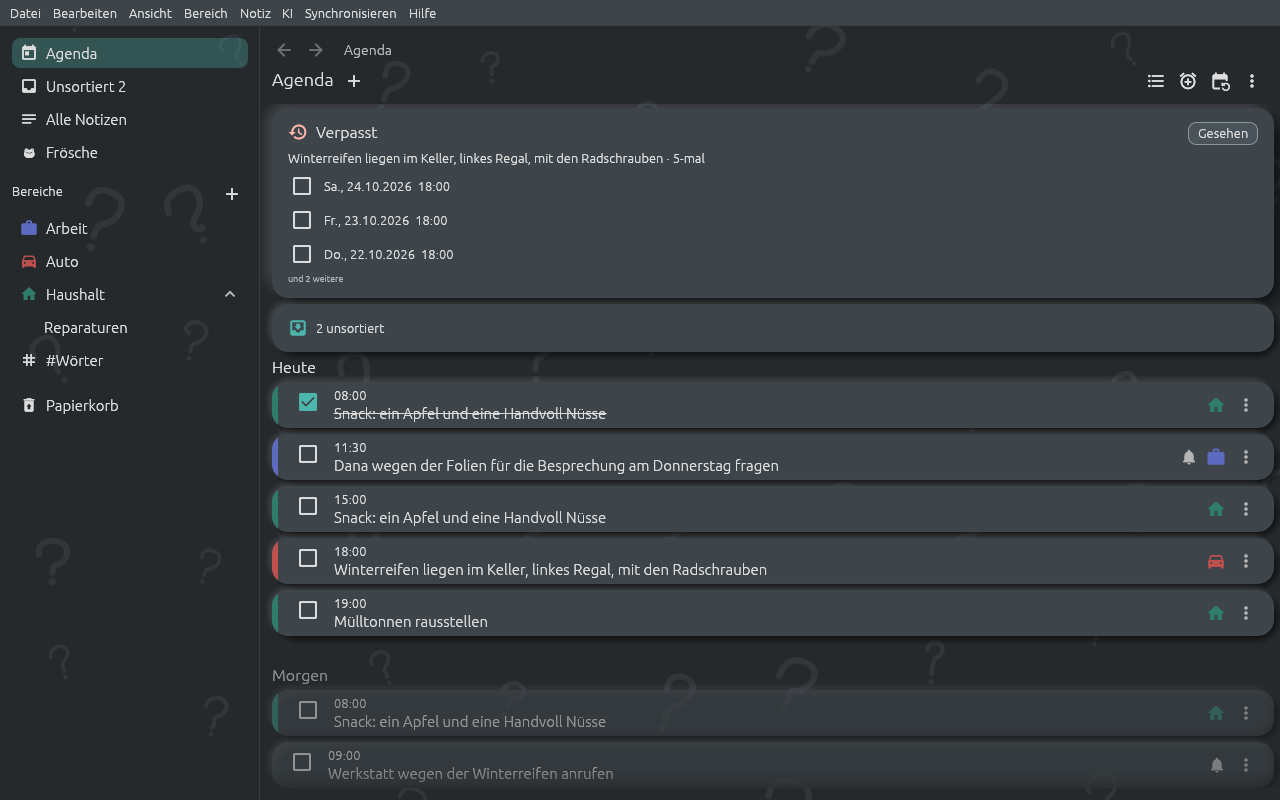 Datei Bearbeiten Ansicht Bereich Notiz KI Synchronisieren Hilfe
Agenda
Unsortiert 2
Alle Notizen
Frösche
Bereiche
Arbeit
Auto
Haushalt
Reparaturen
#Wörter
Papierkorb
Agenda
Agenda
Verpasst
Gesehen
Winterreifen liegen im Keller, linkes Regal, mit den Radschrauben · 5-mal
Sa., 24.10.2026 18:00
Fr., 23.10.2026 18:00
Do., 22.10.2026 18:00
und 2 weitere
2 unsortiert
Heute
08:00
Snack: ein Apfel und eine Handvoll Nüsse
11:30
Dana wegen der Folien für die Besprechung am Donnerstag fragen
15:00
Snack: ein Apfel und eine Handvoll Nüsse
18:00
Winterreifen liegen im Keller, linkes Regal, mit den Radschrauben
19:00
Mülltonnen rausstellen
Morgen
08:00
Snack: ein Apfel und eine Handvoll Nüsse
09:00
Werkstatt wegen der Winterreifen anrufen